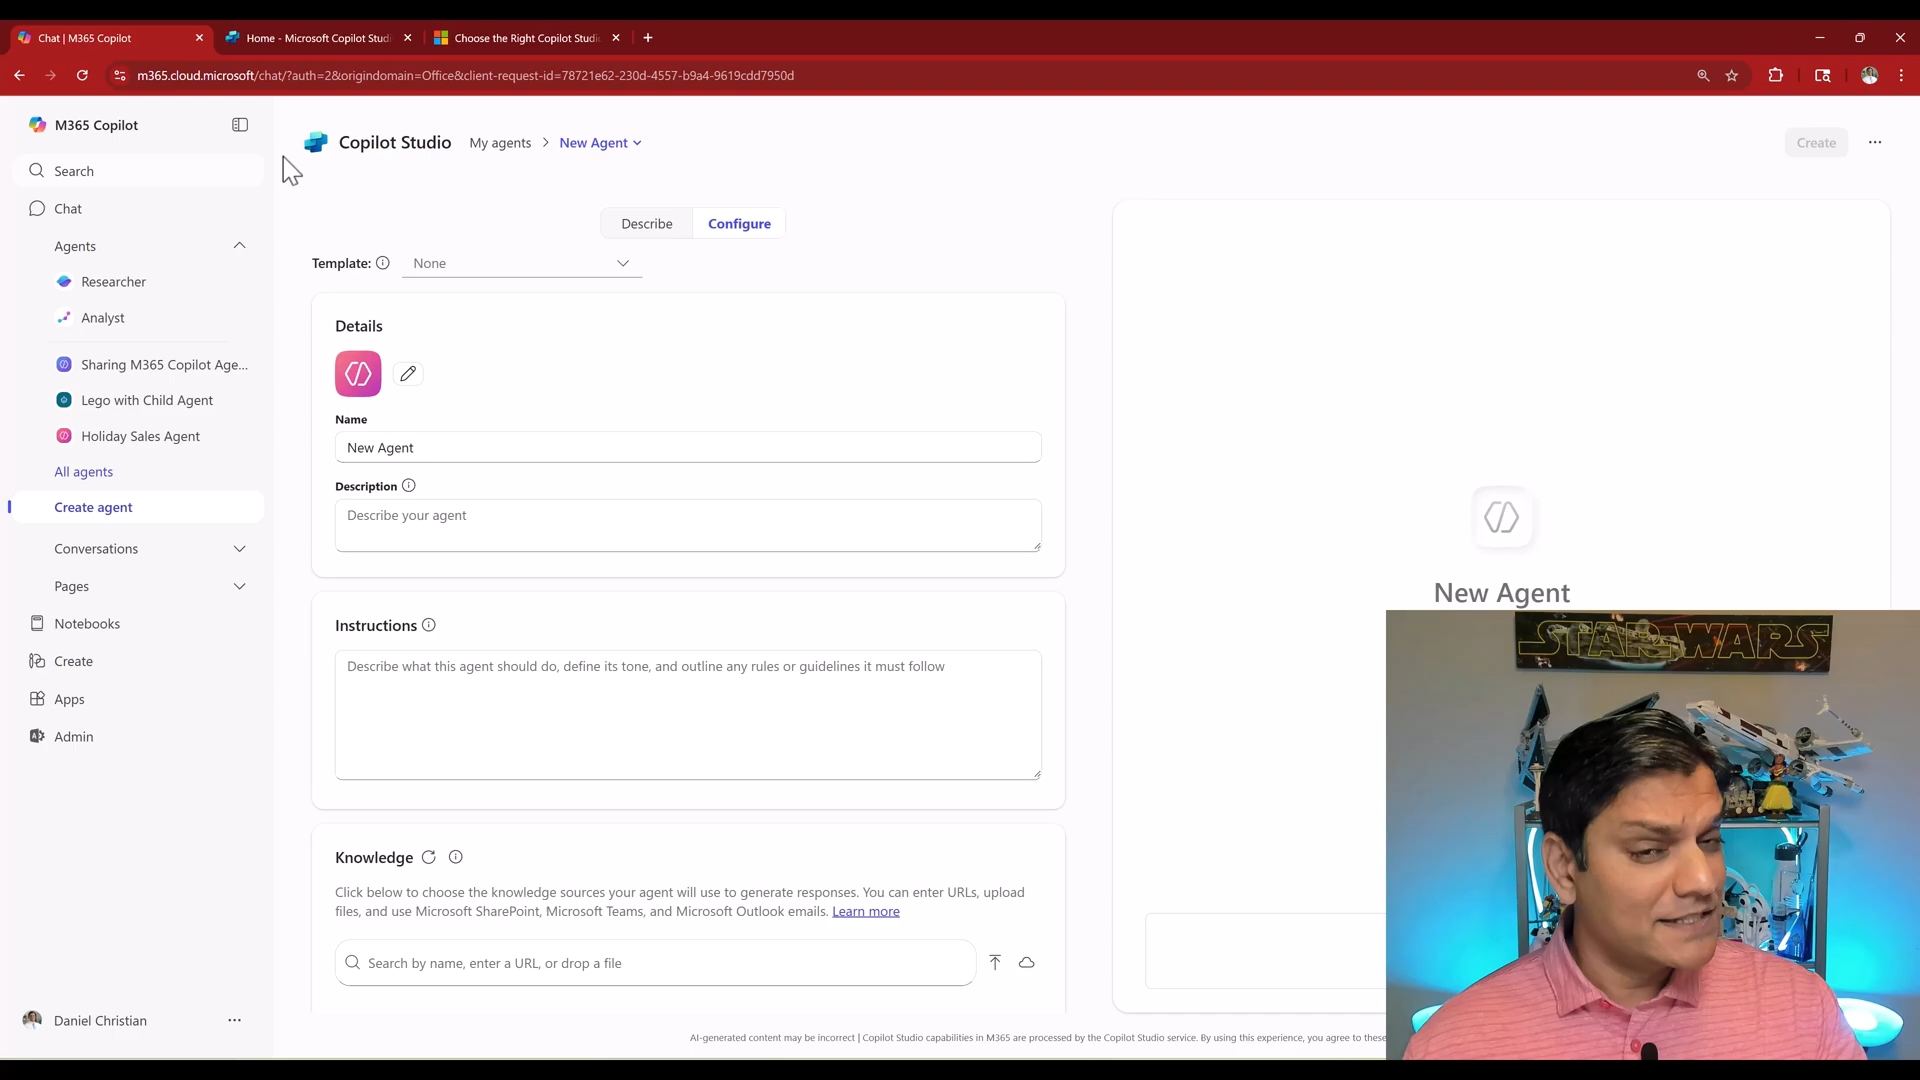 Chat | M365 Copilot
Home - Microsoft Copilot Studi
Choose the Right Copilot Studi
m365.cloud.microsoft/chat/?auth=2&origindomain=Office&client-request-id=78721e62-230d-4557-b9a4-9619cdd7950d
M365 Copilot
Search
Chat
Agents
Researcher
Analyst
Sharing M365 Copilot Age...
Lego with Child Agent
Holiday Sales Agent
All agents
Create agent
Conversations
Pages
Notebooks
Create
Apps
Admin
Daniel Christian
Copilot Studio
My agents
New Agent
Create
Describe
Configure
Template:
None
Details
Name
New Agent
Description
Describe your agent
Instructions
Describe what this agent should do, define its tone, and outline any rules or guidelines it must follow
Knowledge
Click below to choose the knowledge sources your agent will use to generate responses. You can enter URLs, upload
files, and use Microsoft SharePoint, Microsoft Teams, and Microsoft Outlook emails. Learn more
Search by name, enter a URL, or drop a file
New Agent
STAR WARS
AI-generated content may be incorrect | Copilot Studio capabilities in M365 are processed by the Copilot Studio service. By using this experience, you agree to these